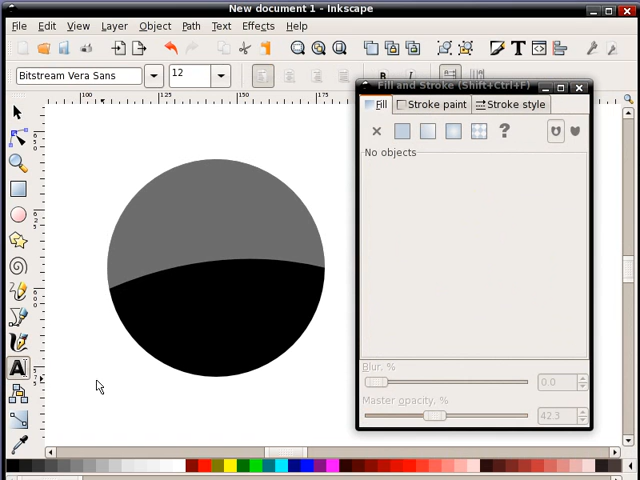 New document 1 - Inkscape
File Edit View Layer Object Path Text Effects Help
Bitstream Vera Sans 12
Fill and Stroke (Shift+Ctrl+F)
Fill Stroke paint Stroke style
No objects
Blur, %
0.0
Master opacity, %
42.3
100 125 150 175